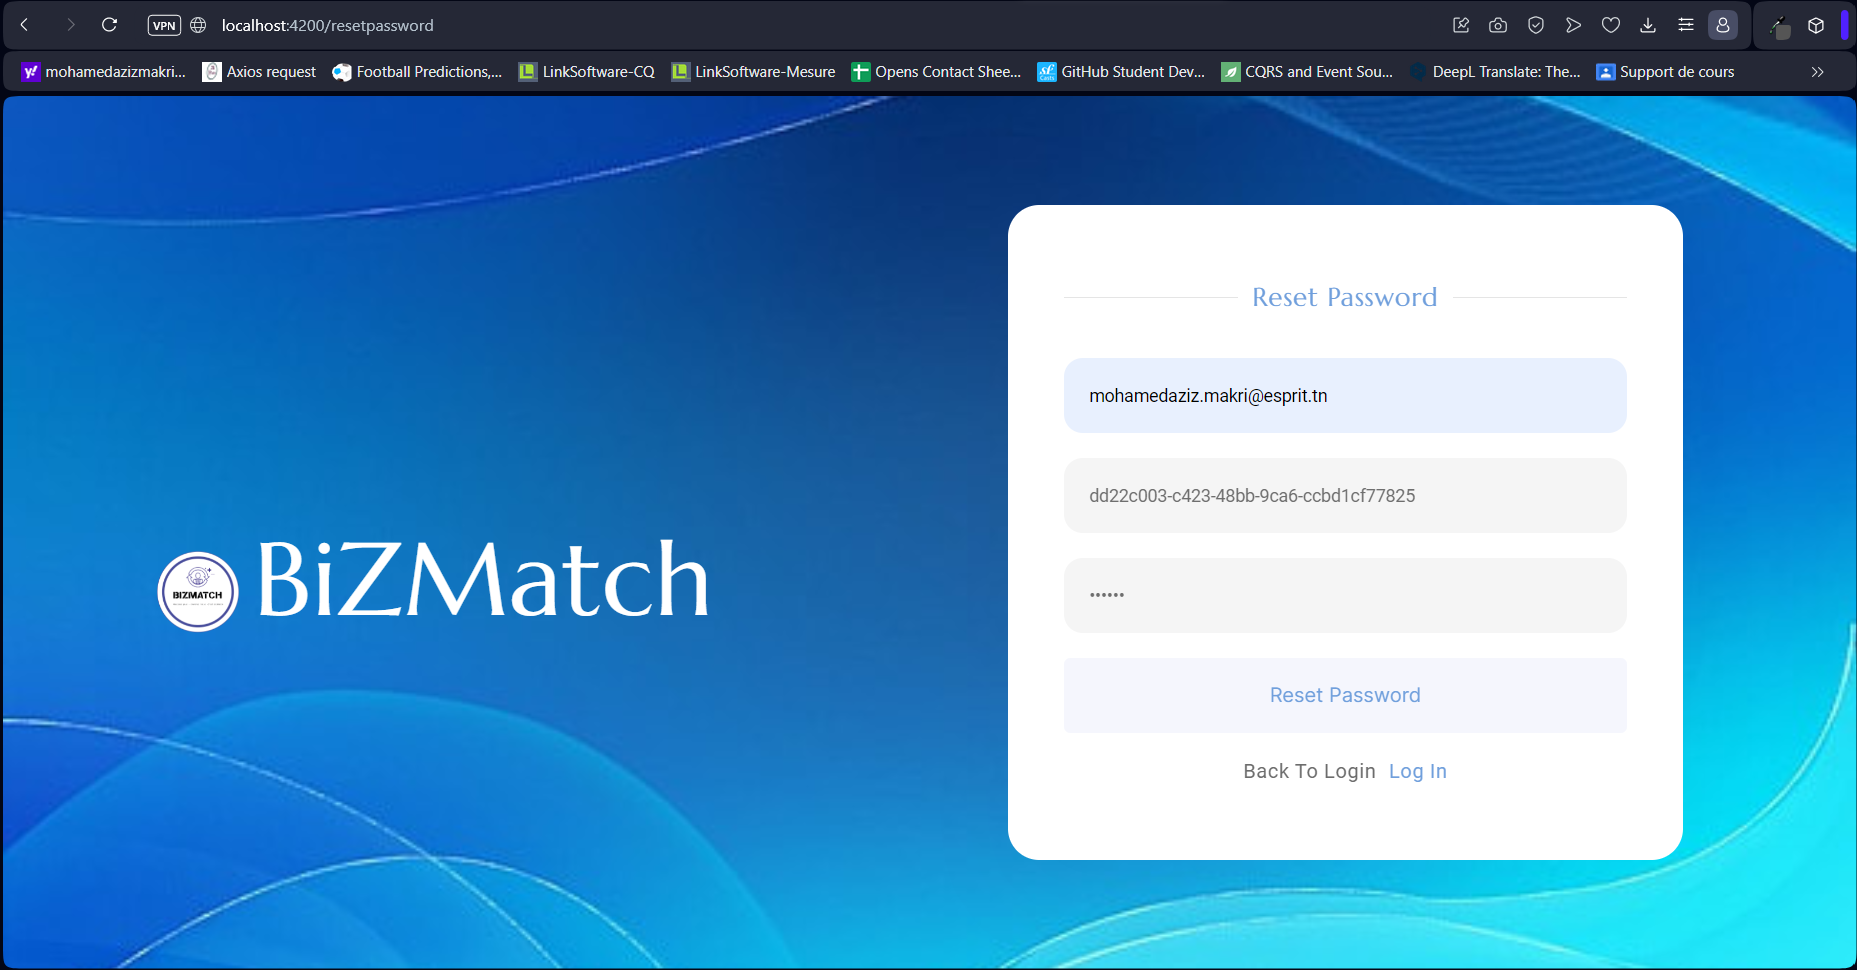 VPN localhost:4200/resetpassword
mohamedazizmakri... Axios request Football Predictions,... LinkSoftware-CQ LinkSoftware-Mesure Opens Contact Shee... GitHub Student Dev... CQRS and Event Sou... DeepL Translate: The... Support de cours
Reset Password
mohamedaziz.makri@esprit.tn
dd22c003-c423-48bb-9ca6-ccbd1cf77825
••••••
BIZMATCH
BiZMatch
Reset Password
Back To Login Log In